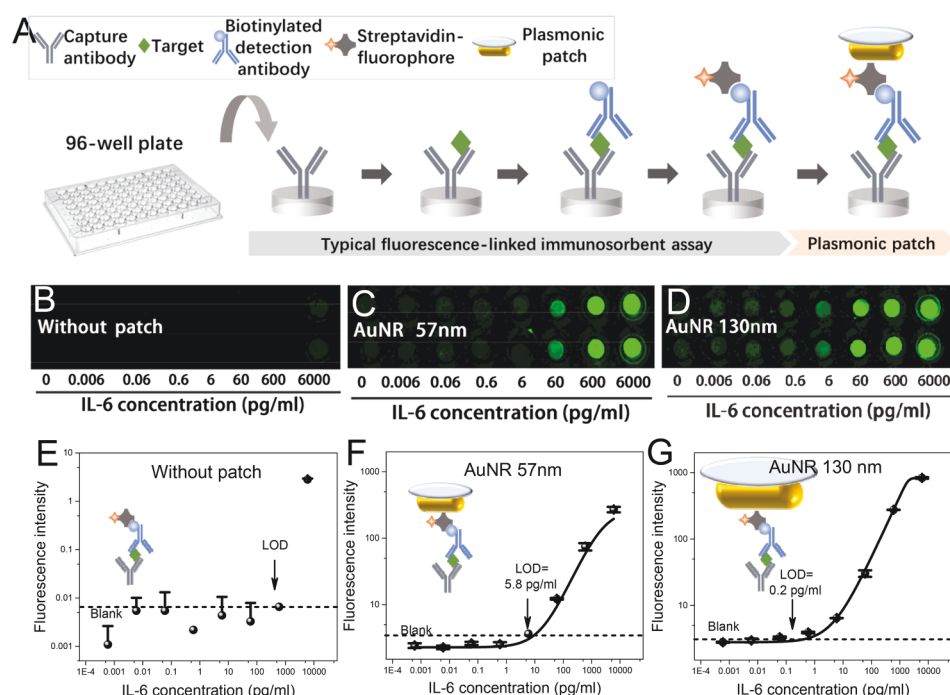 A
Capture
antibody
Target
Biotinylated
detection
antibody
Streptavidin-
fluorophore
Plasmonic
patch
96-well plate
Typical fluorescence-linked immunosorbent assay
Plasmonic patch
B
Without patch
0 0.006 0.06 0.6 6 60 600 6000
IL-6 concentration (pg/ml)
C
AuNR 57nm
0 0.006 0.06 0.6 6 60 600 6000
IL-6 concentration (pg/ml)
D
AuNR 130nm
0 0.006 0.06 0.6 6 60 600 6000
IL-6 concentration (pg/ml)
E
Without patch
Fluorescence intensity
10
1
0.1
0.01
0.001
LOD
Blank
1E-4 0.001 0.01 0.1 1 10 100 1000 10000
IL-6 concentration (pg/ml)
F
AuNR 57nm
Fluorescence intensity
1000
100
10
LOD=
5.8 pg/ml
Blank
1E-4 0.001 0.01 0.1 1 10 100 1000 10000
IL-6 concentration (pg/ml)
G
AuNR 130 nm
Fluorescence intensity
1000
100
10
LOD=
0.2 pg/ml
Blank
1E-4 0.001 0.01 0.1 1 10 100 1000 10000
IL-6 concentration (pg/ml)